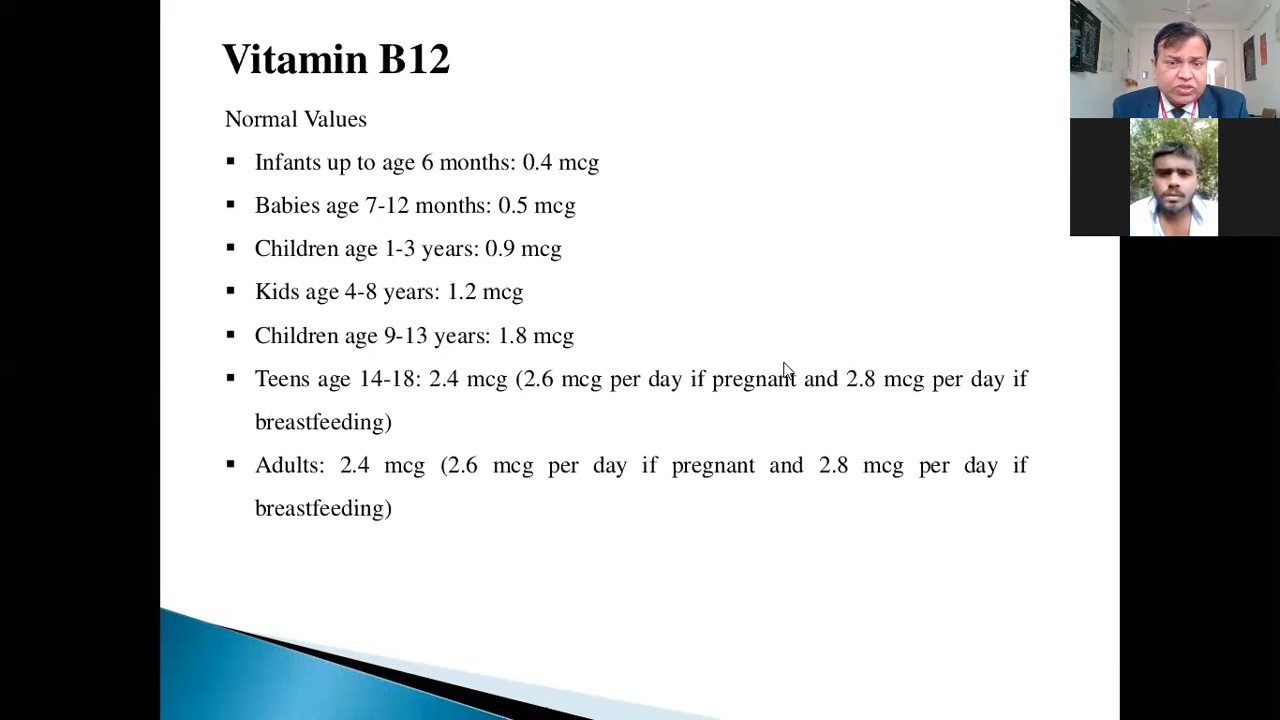 Vitamin B12
Normal Values
▪ Infants up to age 6 months: 0.4 mcg
▪ Babies age 7-12 months: 0.5 mcg
▪ Children age 1-3 years: 0.9 mcg
▪ Kids age 4-8 years: 1.2 mcg
▪ Children age 9-13 years: 1.8 mcg
▪ Teens age 14-18: 2.4 mcg (2.6 mcg per day if pregnant and 2.8 mcg per day if
breastfeeding)
▪ Adults: 2.4 mcg (2.6 mcg per day if pregnant and 2.8 mcg per day if
breastfeeding)